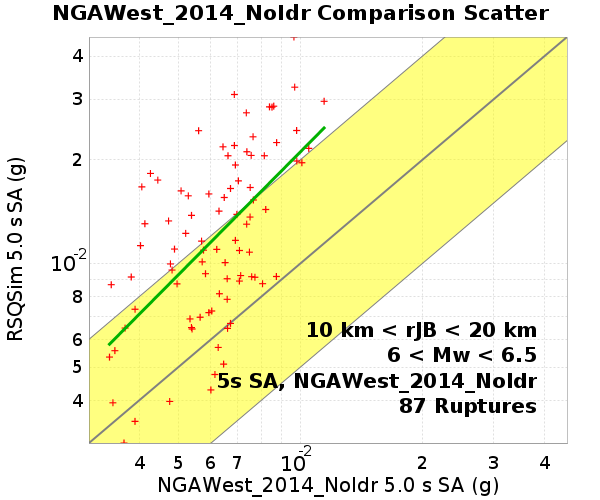 NGAWest_2014_NoIdr Comparison Scatter
RSQSim 5.0 s SA (g)
4
3
2
10-2
8
6
5
4
10 km < rJB < 20 km
6 < Mw < 6.5
5s SA, NGAWest_2014_NoIdr
87 Ruptures
4 5 6 7 10-2 2 3 4
NGAWest_2014_NoIdr 5.0 s SA (g)